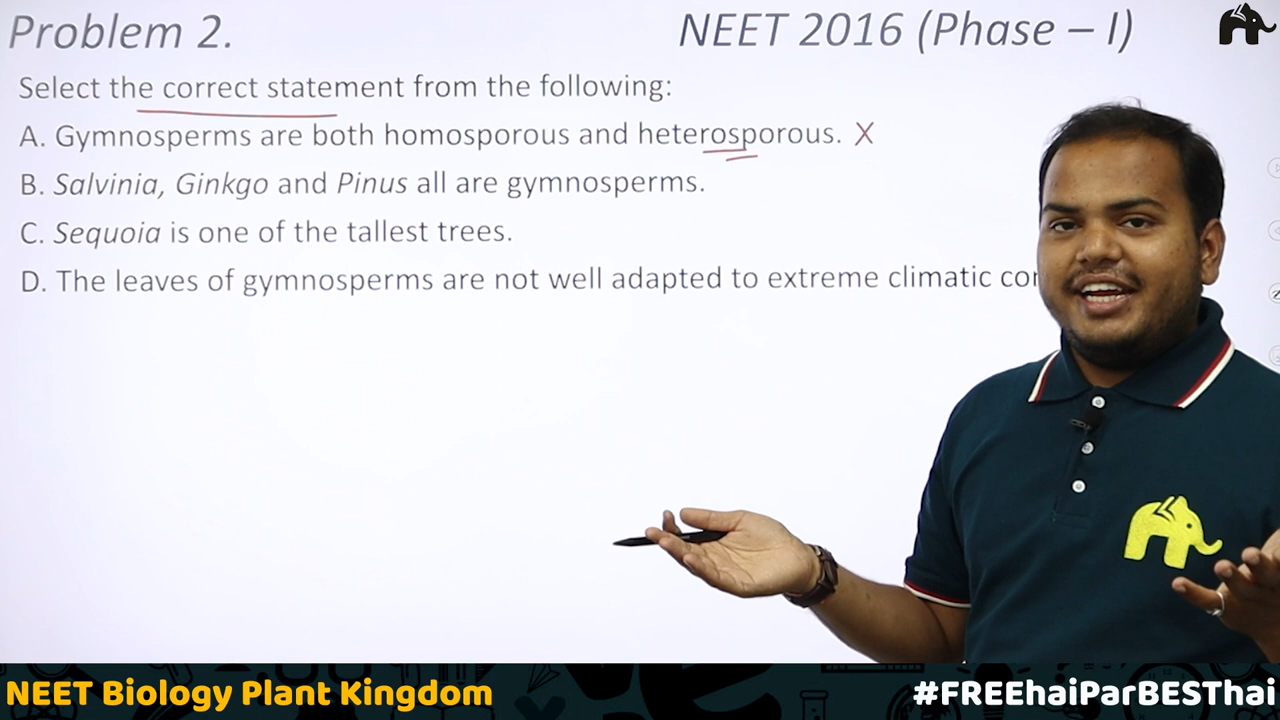 Problem 2.
NEET 2016 (Phase – I)
Select the correct statement from the following:
A. Gymnosperms are both homosporous and heterosporous. X
B. Salvinia, Ginkgo and Pinus all are gymnosperms.
C. Sequoia is one of the tallest trees.
D. The leaves of gymnosperms are not well adapted to extreme climatic
NEET Biology Plant Kingdom
#FREEhaiParBESThai